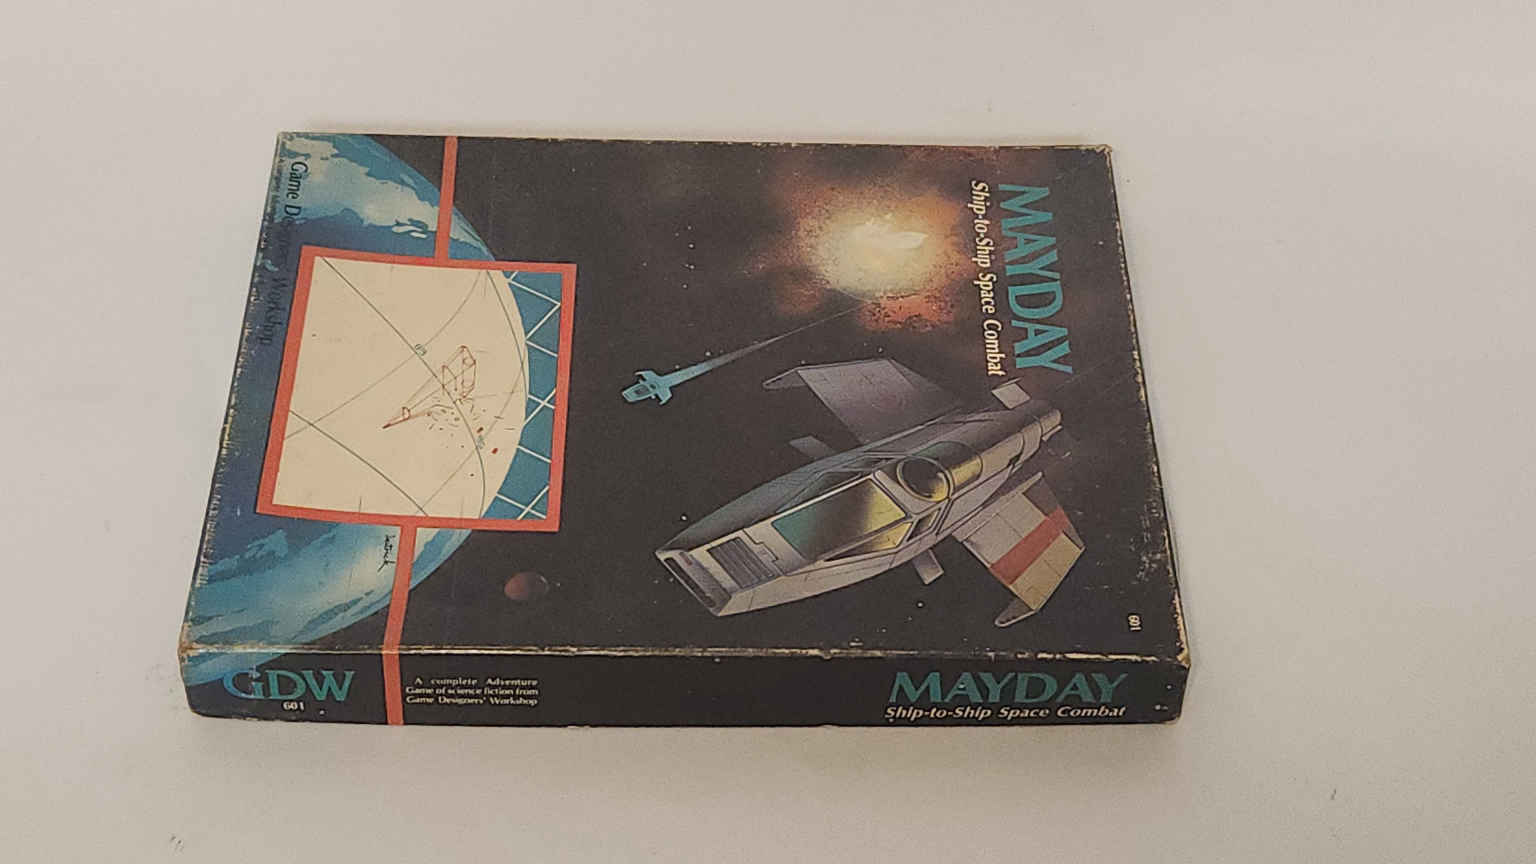 MAYDAY
Ship-to-Ship Space Combat
Game Designers' Workshop
601
GDW
601
A complete Adventure
Game of science fiction from
Game Designers' Workshop
MAYDAY
Ship-to-Ship Space Combat